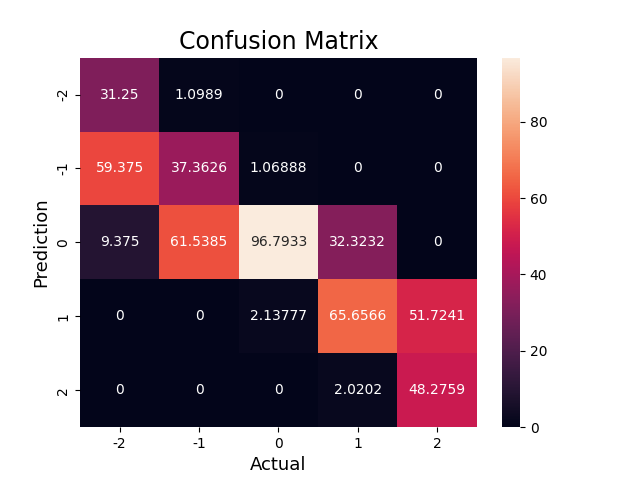 Confusion Matrix
-2 31.25 1.0989 0 0 0
-1 59.375 37.3626 1.06888 0 0
0 9.375 61.5385 96.7933 32.3232 0
1 0 0 2.13777 65.6566 51.7241
2 0 0 0 2.0202 48.2759
-2 -1 0 1 2
Prediction
Actual
80
60
40
20
0